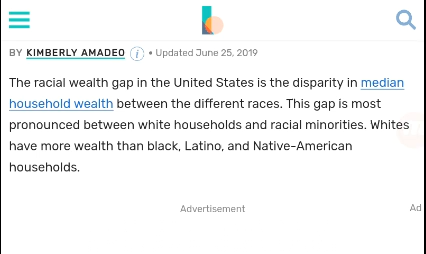 BY KIMBERLY AMADEO i • Updated June 25, 2019
The racial wealth gap in the United States is the disparity in median
household wealth between the different races. This gap is most
pronounced between white households and racial minorities. Whites
have more wealth than black, Latino, and Native-American
households.
Advertisement Ad